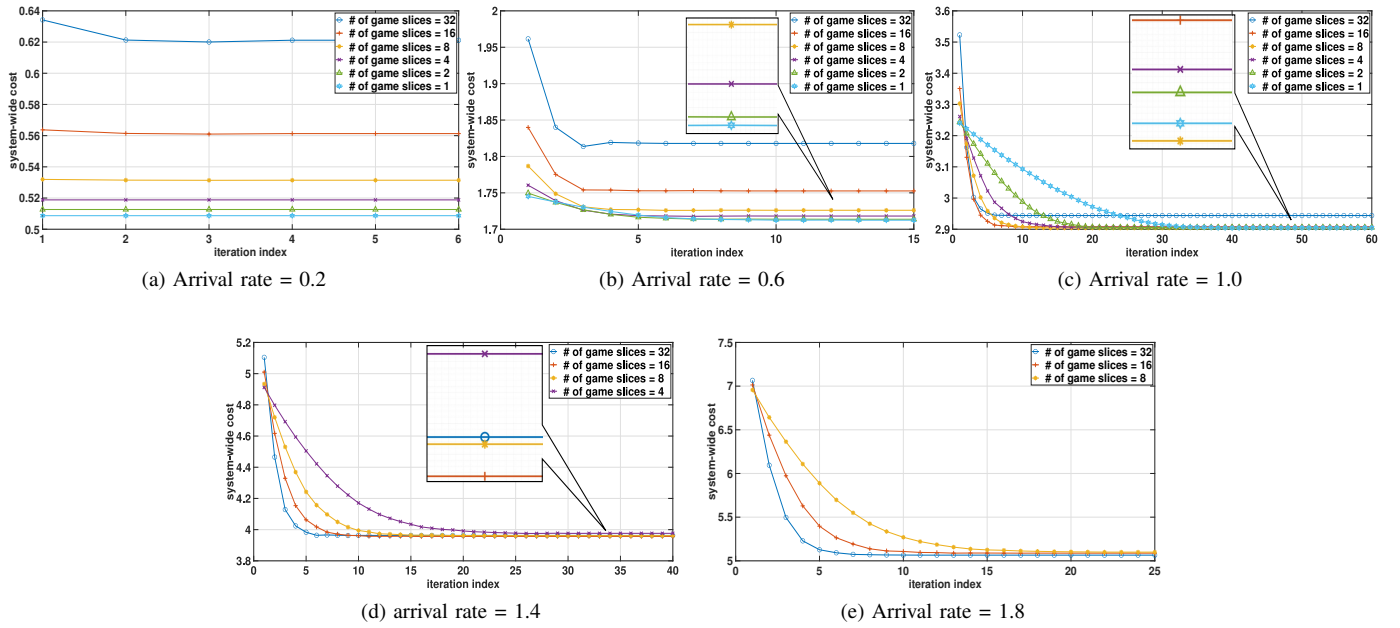 0.64
0.62
0.6
0.58
0.56
0.54
0.52
0.5
system-wide cost
1 2 3 4 5 6
iteration index
# of game slices = 32
# of game slices = 16
# of game slices = 8
# of game slices = 4
# of game slices = 2
# of game slices = 1
(a) Arrival rate = 0.2
2
1.95
1.9
1.85
1.8
1.75
1.7
system-wide cost
0 5 10 15
iteration index
# of game slices = 32
# of game slices = 16
# of game slices = 8
# of game slices = 4
# of game slices = 2
# of game slices = 1
(b) Arrival rate = 0.6
3.6
3.5
3.4
3.3
3.2
3.1
3
2.9
system-wide cost
0 10 20 30 40 50 60
iteration index
# of game slices = 32
# of game slices = 16
# of game slices = 8
# of game slices = 4
# of game slices = 2
# of game slices = 1
(c) Arrival rate = 1.0
5.2
5
4.8
4.6
4.4
4.2
4
3.8
system-wide cost
0 5 10 15 20 25 30 35 40
iteration index
# of game slices = 32
# of game slices = 16
# of game slices = 8
# of game slices = 4
(d) arrival rate = 1.4
7.5
7
6.5
6
5.5
5
system-wide cost
0 5 10 15 20 25
iteration index
# of game slices = 32
# of game slices = 16
# of game slices = 8
(e) Arrival rate = 1.8